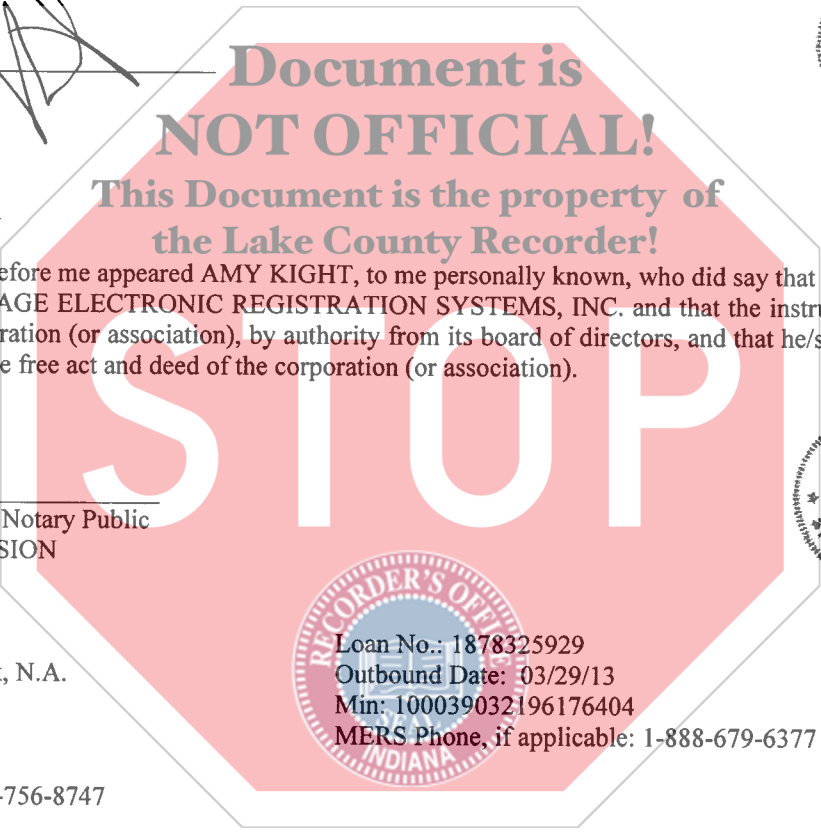 Document is
NOT OFFICIAL!
This Document is the property of
the Lake County Recorder!
efore me appeared AMY KIGHT, to me personally known, who did say that
AGE ELECTRONIC REGISTRATION SYSTEMS, INC. and that the instru
ration (or association), by authority from its board of directors, and that he/s
e free act and deed of the corporation (or association).
STOP
Notary Public
SION
RECORDER'S OFFICE
SEAL
INDIANA
Loan No.: 1878325929
Outbound Date: 03/29/13
Min: 100039032196176404
MERS Phone, if applicable: 1-888-679-6377
, N.A.
-756-8747